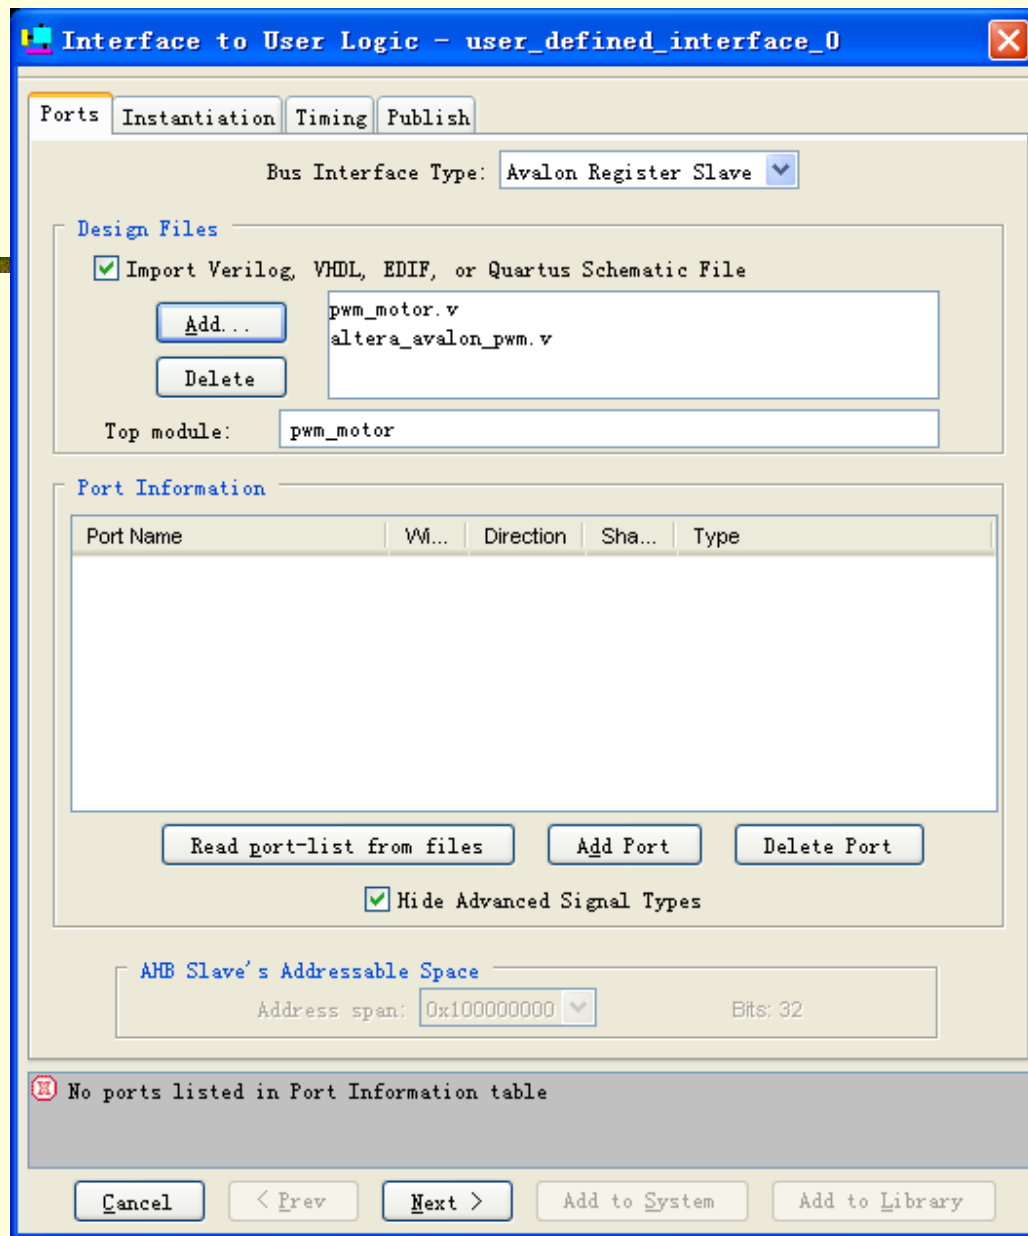 Interface to User Logic - user_defined_interface_0
Ports Instantiation Timing Publish
Bus Interface Type: Avalon Register Slave
Design Files
Import Verilog, VHDL, EDIF, or Quartus Schematic File
Add...
pwm_motor.v
altera_avalon_pwm.v
Delete
Top module: pwm_motor
Port Information
Port Name Wi... Direction Sha... Type
Read port-list from files Add Port Delete Port
Hide Advanced Signal Types
AHB Slave's Addressable Space
Address span: 0x100000000 Bits: 32
No ports listed in Port Information table
Cancel < Prev Next > Add to System Add to Library